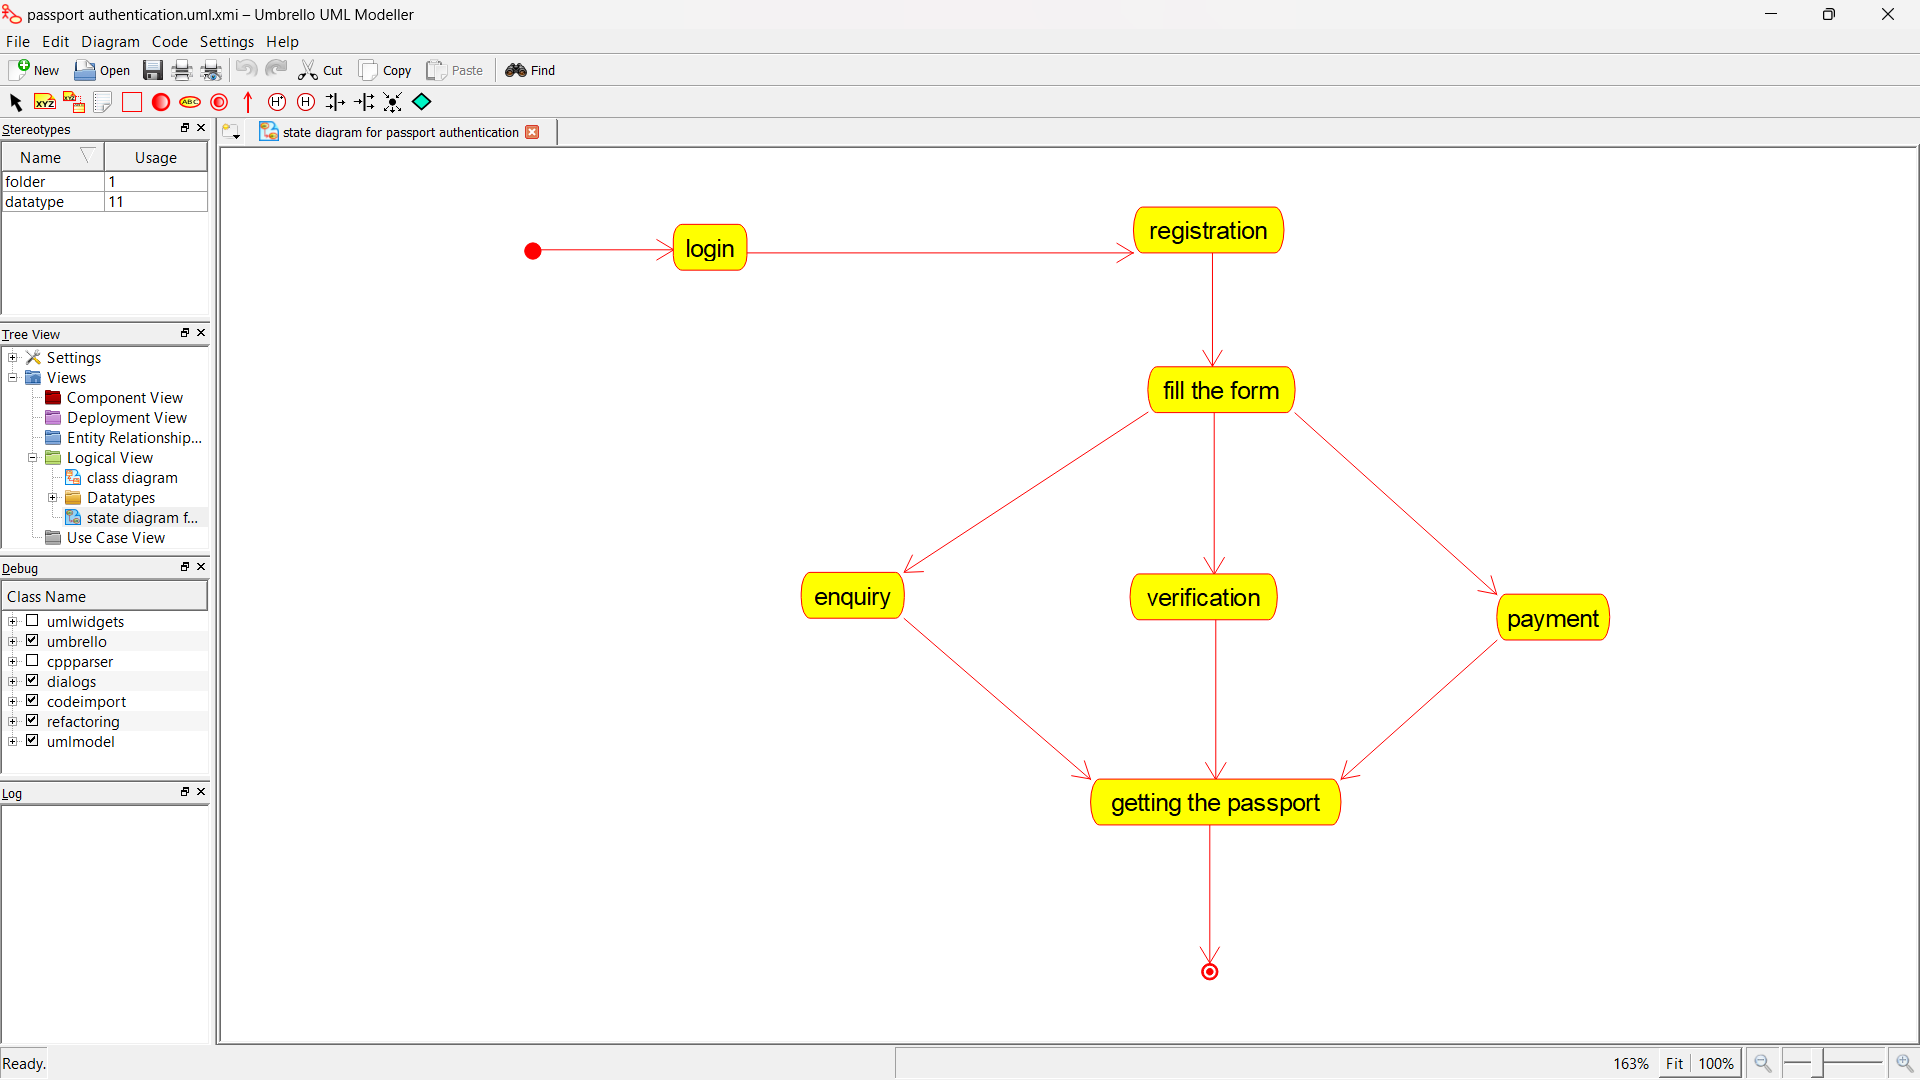 passport authentication.uml.xmi – Umbrello UML Modeller
File Edit Diagram Code Settings Help
New Open Cut Copy Paste Find
XYZ XYZ ABC H* H
Stereotypes
state diagram for passport authentication
Name Usage
folder 1
datatype 11
Tree View
Settings
Views
Component View
Deployment View
Entity Relationship...
Logical View
class diagram
Datatypes
state diagram f...
Use Case View
Debug
Class Name
umlwidgets
umbrello
cppparser
dialogs
codeimport
refactoring
umlmodel
Log
login
registration
fill the form
enquiry
verification
payment
getting the passport
Ready.
163% Fit 100%